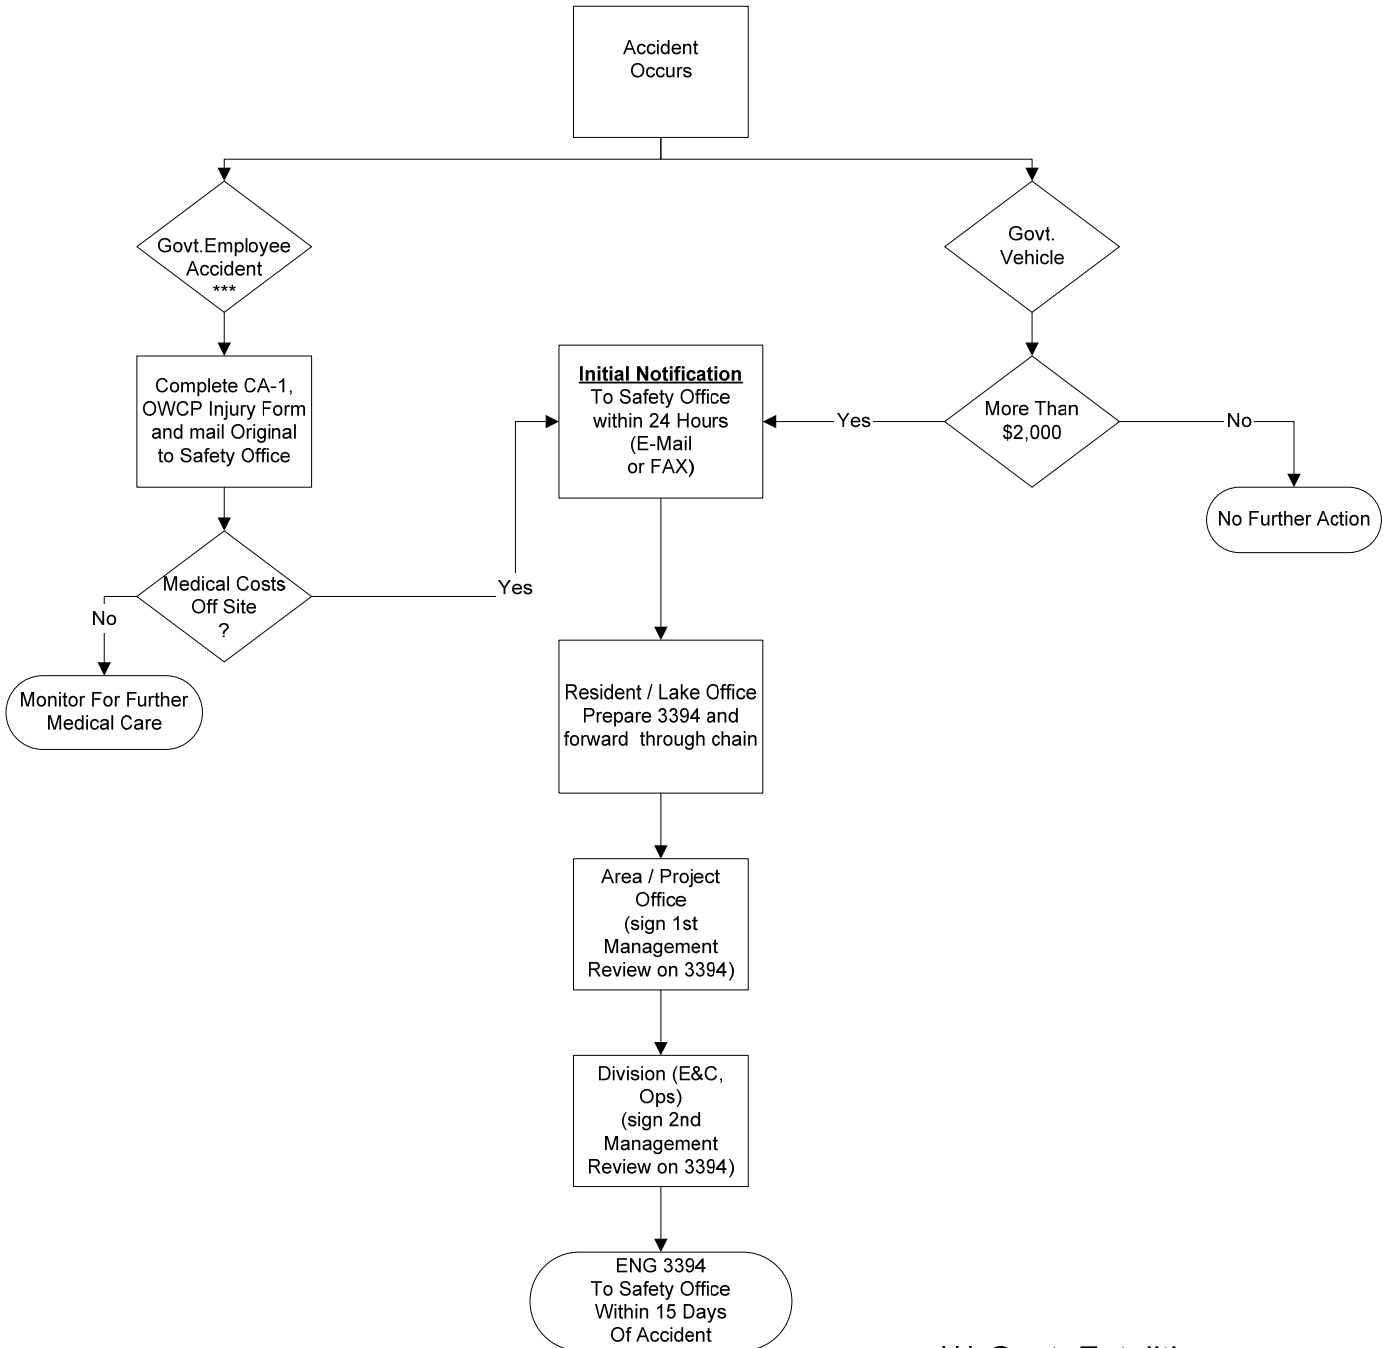 Accident
Occurs
Govt.Employee
Accident
***
Govt.
Vehicle
Complete CA-1,
OWCP Injury Form
and mail Original
to Safety Office
Initial Notification
To Safety Office
within 24 Hours
(E-Mail
or FAX)
Yes
More Than
$2,000
No
No Further Action
Medical Costs
Off Site
?
Yes
No
Monitor For Further
Medical Care
Resident / Lake Office
Prepare 3394 and
forward through chain
Area / Project
Office
(sign 1st
Management
Review on 3394)
Division (E&C,
Ops)
(sign 2nd
Management
Review on 3394)
ENG 3394
To Safety Office
Within 15 Days
Of Accident